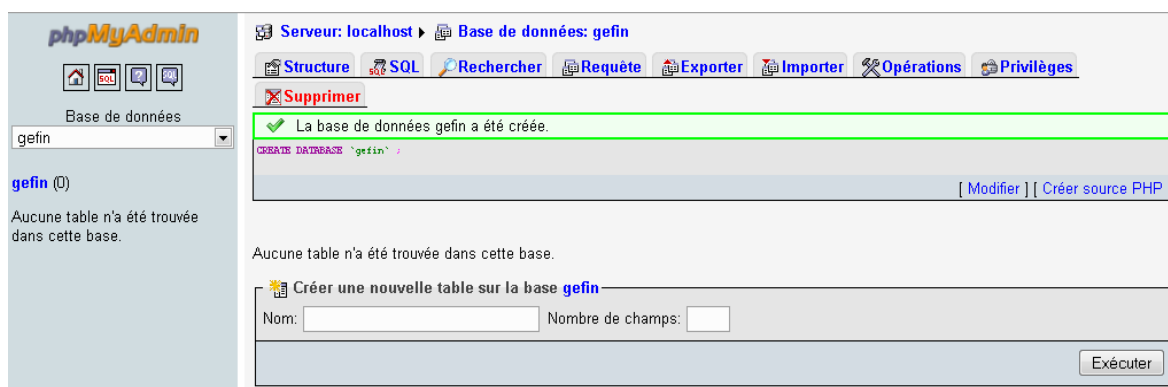 phpMyAdmin
SQL
SQL
Base de données
gefin
gefin (0)
Aucune table n'a été trouvée
dans cette base.
Serveur: localhost ▸ Base de données: gefin
Structure SQL Rechercher Requête Exporter Importer Opérations Privilèges
Supprimer
La base de données gefin a été créée.
CREATE DATABASE `gefin` ;
[ Modifier ] [ Créer source PHP
Aucune table n'a été trouvée dans cette base.
Créer une nouvelle table sur la base gefin
Nom: Nombre de champs:
Exécuter